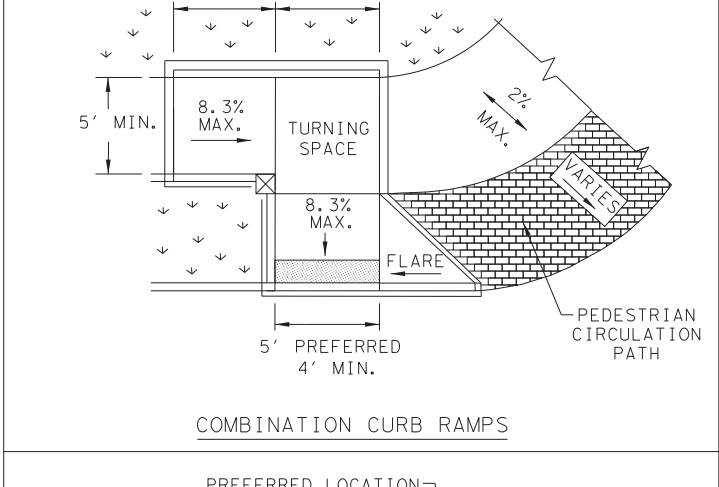 8.3%
MAX.
5' MIN.
TURNING
SPACE
2%
MAX.
VARIES
8.3%
MAX.
FLARE
PEDESTRIAN
CIRCULATION
PATH
5' PREFERRED
4' MIN.
COMBINATION CURB RAMPS
PREFERRED LOCATION